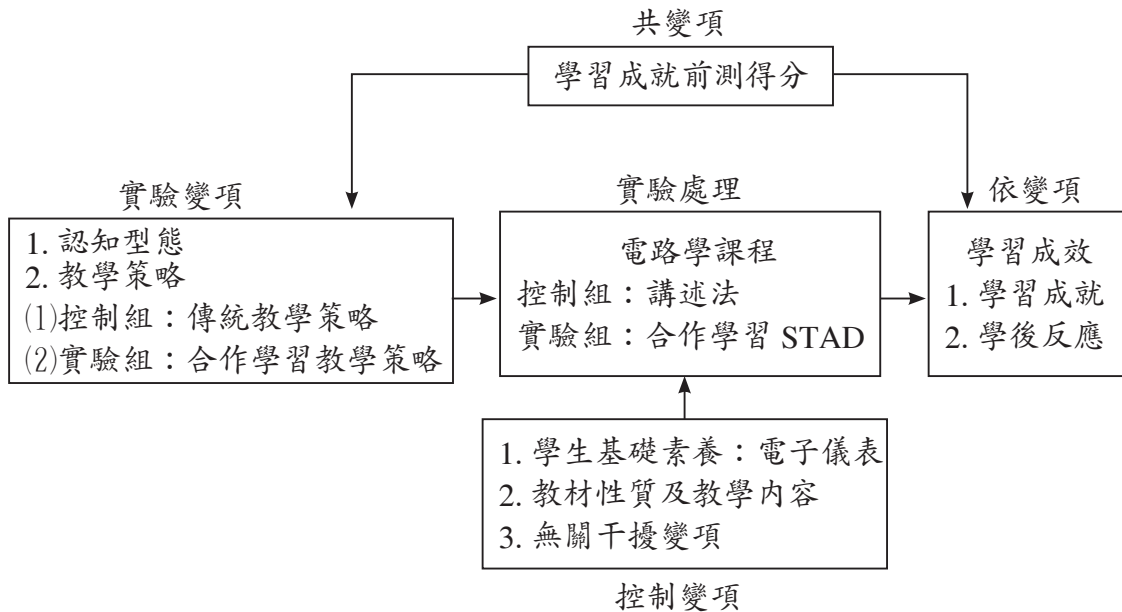 共變項
學習成就前測得分
實驗變項
1. 認知型態
2. 教學策略
⑴控制組：傳統教學策略
⑵實驗組：合作學習教學策略
實驗處理
電路學課程
控制組：講述法
實驗組：合作學習 STAD
依變項
學習成效
1. 學習成就
2. 學後反應
1. 學生基礎素養：電子儀表
2. 教材性質及教學內容
3. 無關干擾變項
控制變項